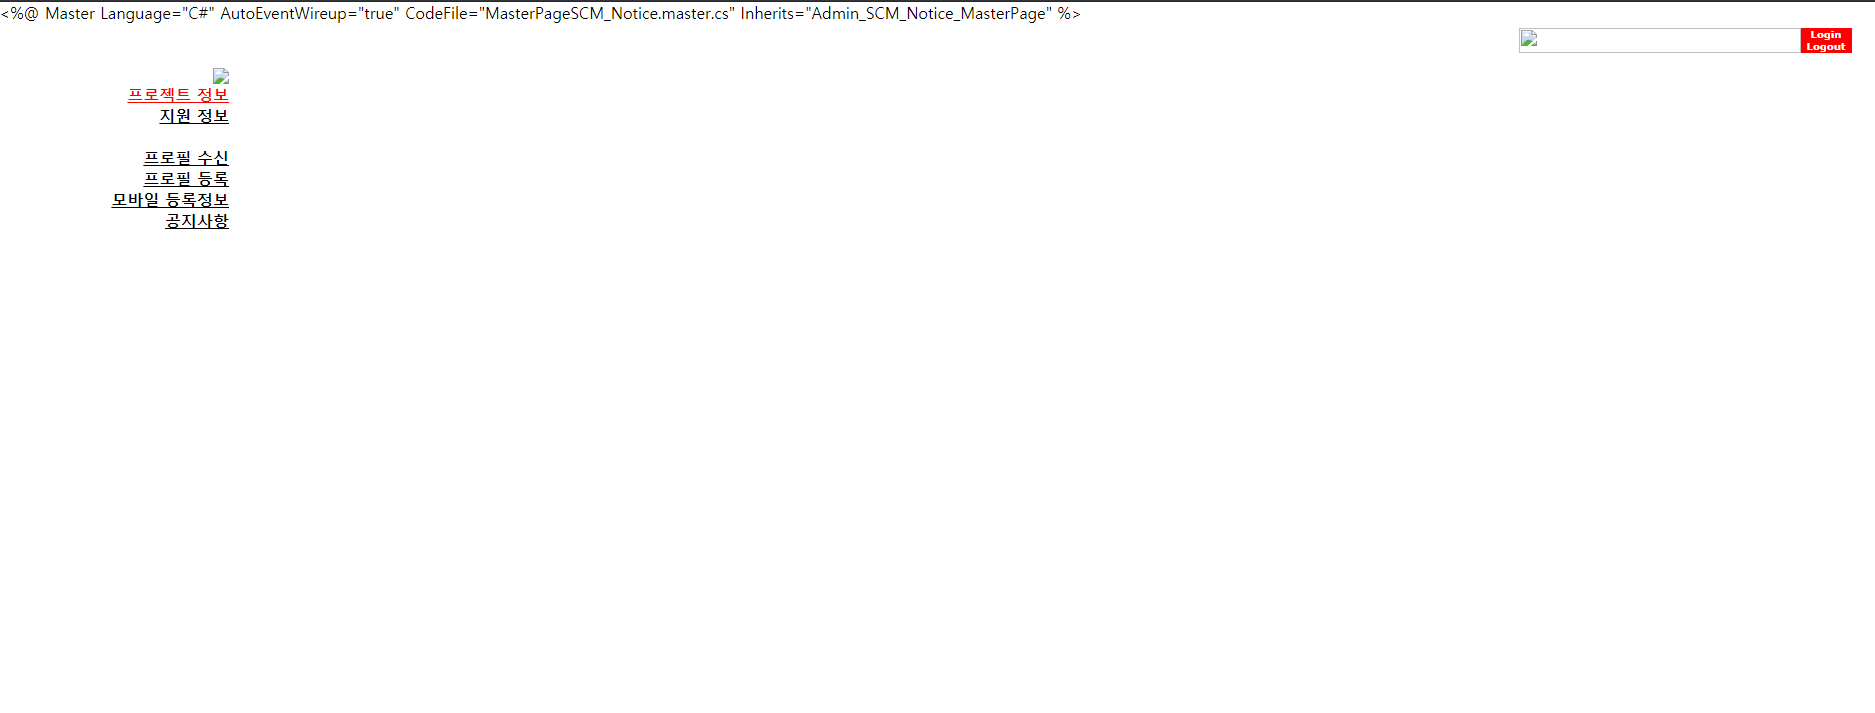 <%@ Master Language="C#" AutoEventWireup="true" CodeFile="MasterPageSCM_Notice.master.cs" Inherits="Admin_SCM_Notice_MasterPage" %>
Login
Logout
프로젝트 정보
지원 정보
프로필 수신
프로필 등록
모바일 등록정보
공지사항